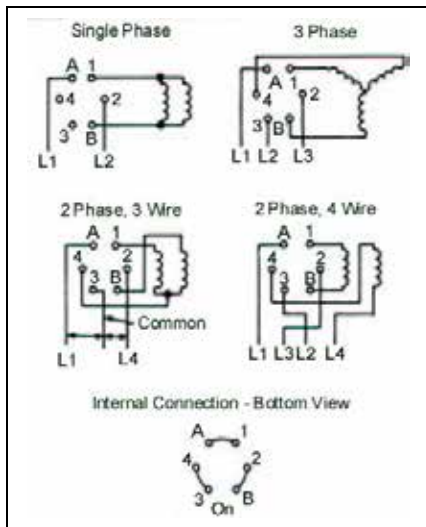 Single Phase
3 Phase
A 1
4 2
3 B
L1 L2
A 1
4 2
3 B
L1 L2 L3
2 Phase, 3 Wire
2 Phase, 4 Wire
A 1
4 2
3 B
Common
L1 L4
A 1
4 2
3 B
L1 L3 L2 L4
Internal Connection - Bottom View
A 1
4 2
3 B
On